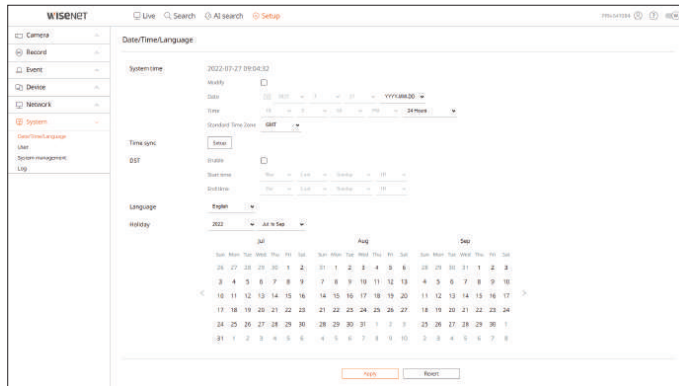 WISENET
Live Search AI search Setup
Camera
Record
Event
Device
Network
System
Date/Time/Language
User
System management
Log
Date/Time/Language
System time 2022-07-27 09:04:32
Modify
Date YYYY-MM-DD
Time 24 Hours
Standard Time Zone GMT
Time sync Setup
DST Enable
Start time
End time
Language English
Holiday 2022 Jul to Sep
Jul Aug Sep
Sun Mon Tue Wed Thu Fri Sat Sun Mon Tue Wed Thu Fri Sat Sun Mon Tue Wed Thu Fri Sat
26 27 28 29 30 1 2 31 1 2 3 4 5 6 28 29 30 31 1 2 3
3 4 5 6 7 8 9 7 8 9 10 11 12 13 4 5 6 7 8 9 10
< 10 11 12 13 14 15 16 14 15 16 17 18 19 20 11 12 13 14 15 16 17 >
17 18 19 20 21 22 23 21 22 23 24 25 26 27 18 19 20 21 22 23 24
24 25 26 27 28 29 30 28 29 30 31 1 2 3 25 26 27 28 29 30 1
31 1 2 3 4 5 6 4 5 6 7 8 9 10 2 3 4 5 6 7 8
Apply Revert